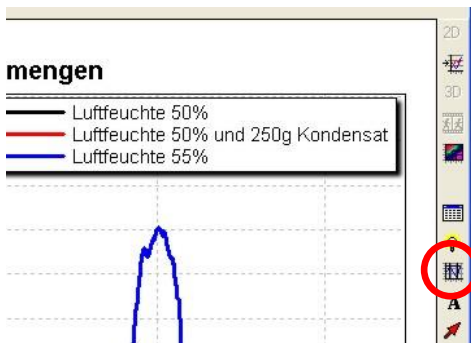 2D
mengen
3D
Luftfeuchte 50%
Luftfeuchte 50% und 250g Kondensat
Luftfeuchte 55%
A